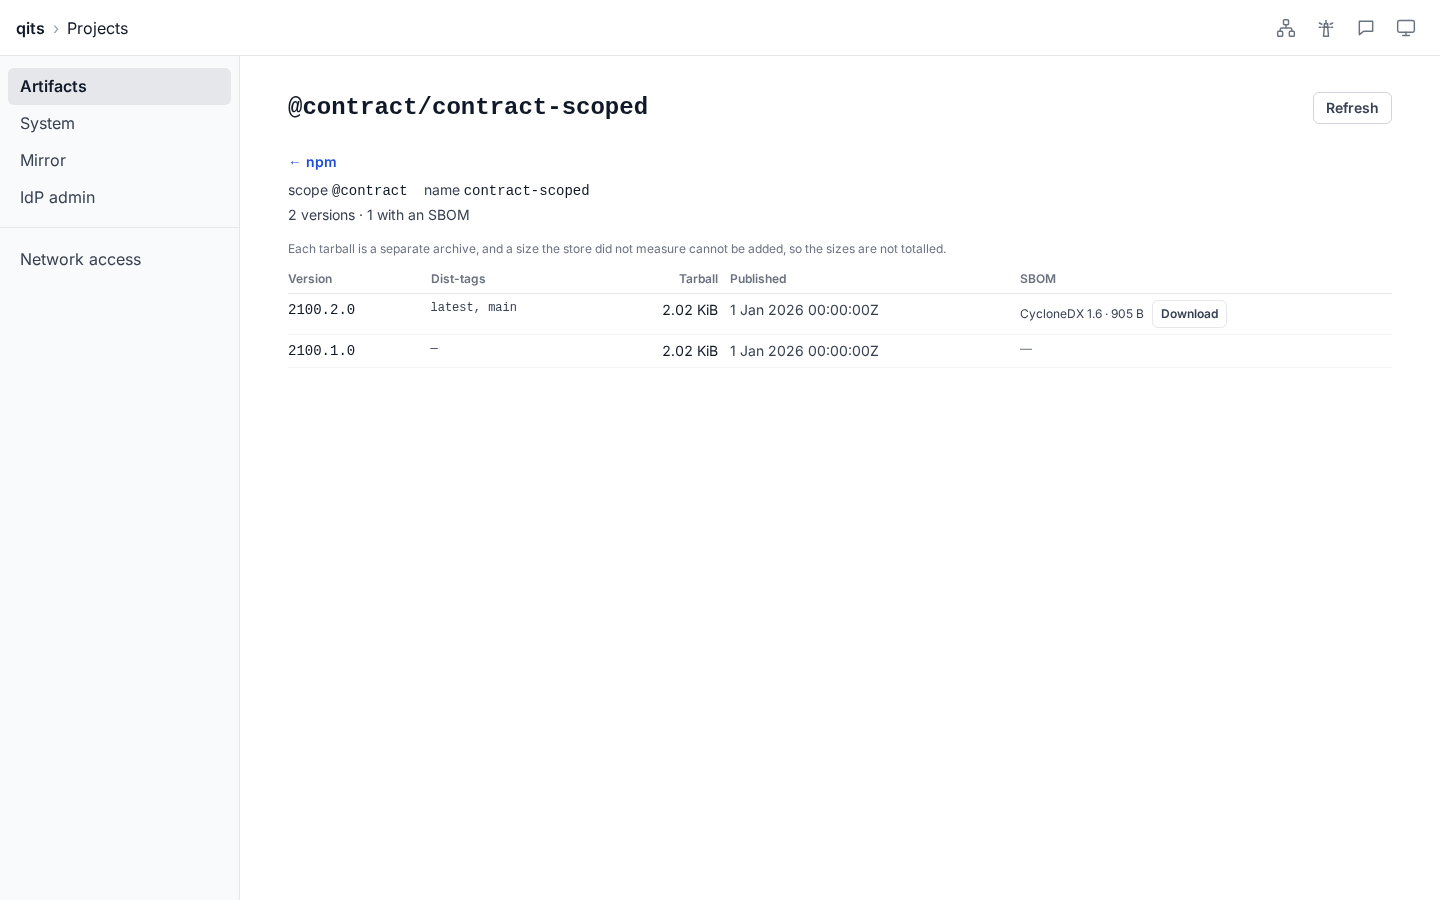 qits › Projects
Artifacts
System
Mirror
IdP admin
Network access
@contract/contract-scoped
Refresh
← npm
scope @contract name contract-scoped
2 versions · 1 with an SBOM
Each tarball is a separate archive, and a size the store did not measure cannot be added, so the sizes are not totalled.
Version Dist-tags Tarball Published SBOM
2100.2.0 latest, main 2.02 KiB 1 Jan 2026 00:00:00Z CycloneDX 1.6 · 905 B Download
2100.1.0 — 2.02 KiB 1 Jan 2026 00:00:00Z —